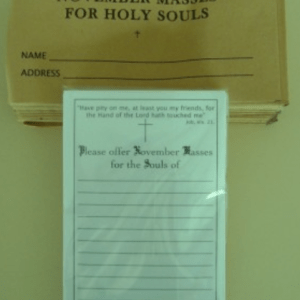 NOVEMBER MASSES
FOR HOLY SOULS
NAME
ADDRESS
"Have pity on me, at least you my friends, for
the Hand of the Lord hath touched me"
Please offer November Masses
for the Souls of